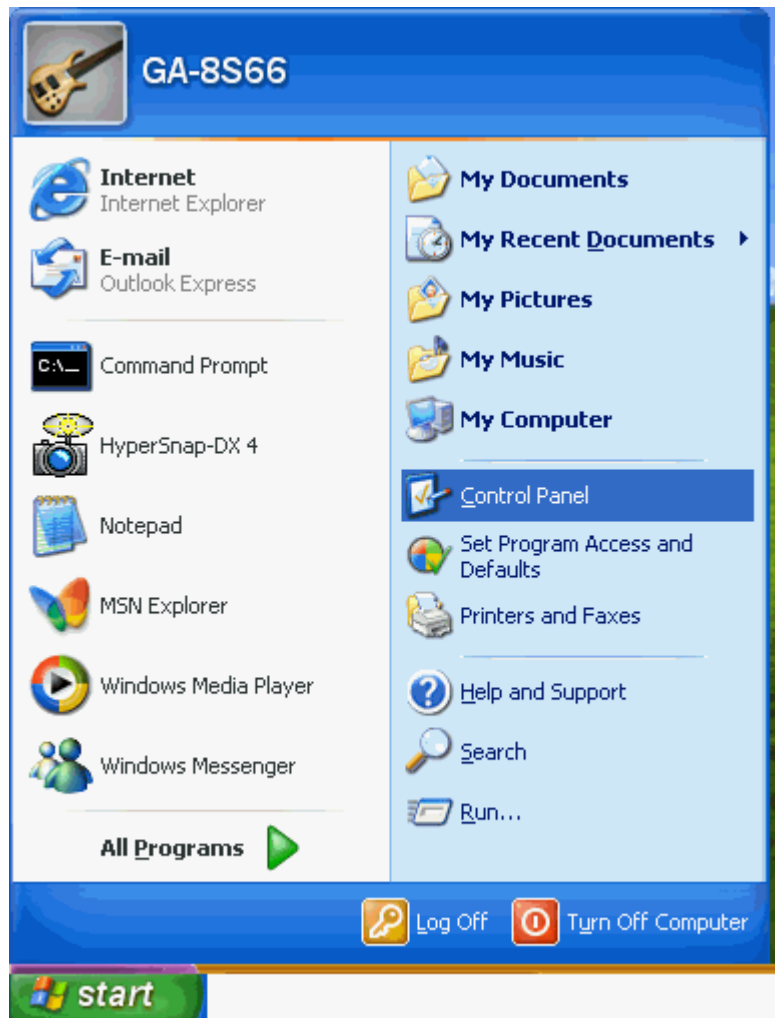 GA-8S66
Internet
Internet Explorer
E-mail
Outlook Express
C:\_
Command Prompt
HyperSnap-DX 4
Notepad
MSN Explorer
Windows Media Player
Windows Messenger
All Programs
My Documents
My Recent Documents
My Pictures
My Music
My Computer
Control Panel
Set Program Access and
Defaults
Printers and Faxes
Help and Support
Search
Run...
Log Off
Turn Off Computer
start